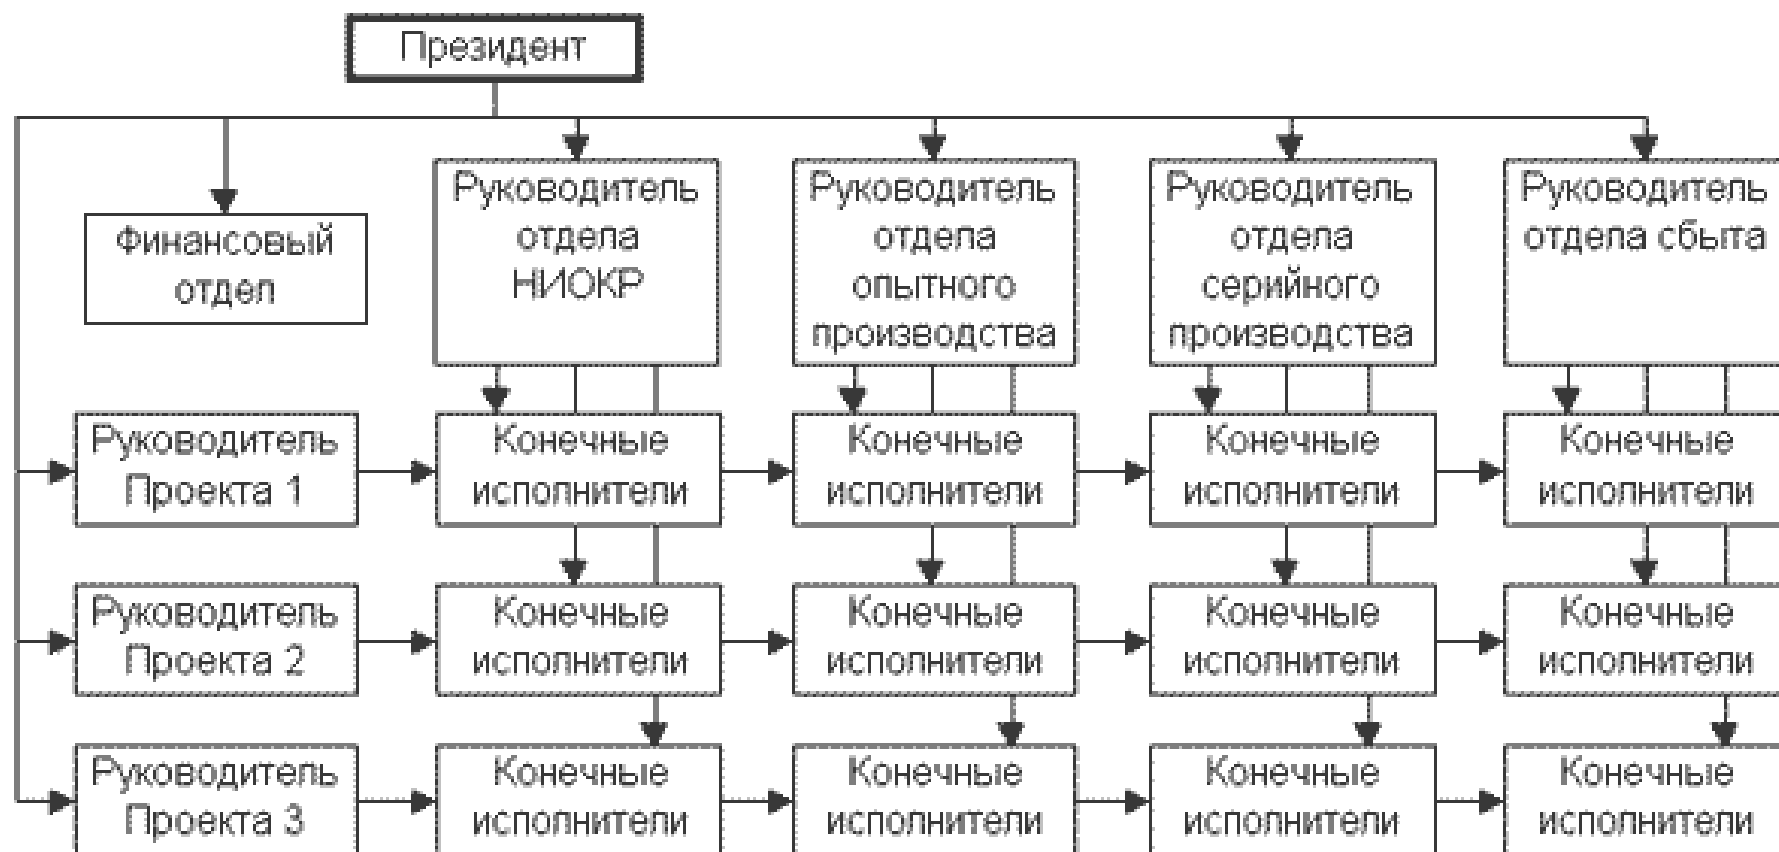 Президент
Финансовый
отдел
Руководитель
отдела
НИОКР
Руководитель
отдела
опытного
производства
Руководитель
отдела
серийного
производства
Руководитель
отдела сбыта
Руководитель
Проекта 1
Конечные
исполнители
Конечные
исполнители
Конечные
исполнители
Конечные
исполнители
Руководитель
Проекта 2
Конечные
исполнители
Конечные
исполнители
Конечные
исполнители
Конечные
исполнители
Руководитель
Проекта 3
Конечные
исполнители
Конечные
исполнители
Конечные
исполнители
Конечные
исполнители